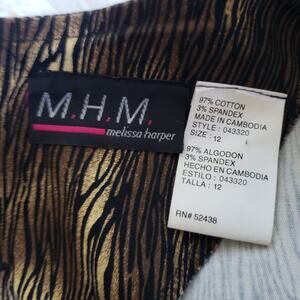 M.H.M.
melissa harper
97% COTTON
3% SPANDEX
MADE IN CAMBODIA
STYLE : 043320
SIZE : 12
97% ALGODON
3% SPANDEX
HECHO EN CAMBODIA
ESTILO : 043320
TALLA : 12
RN# 52438